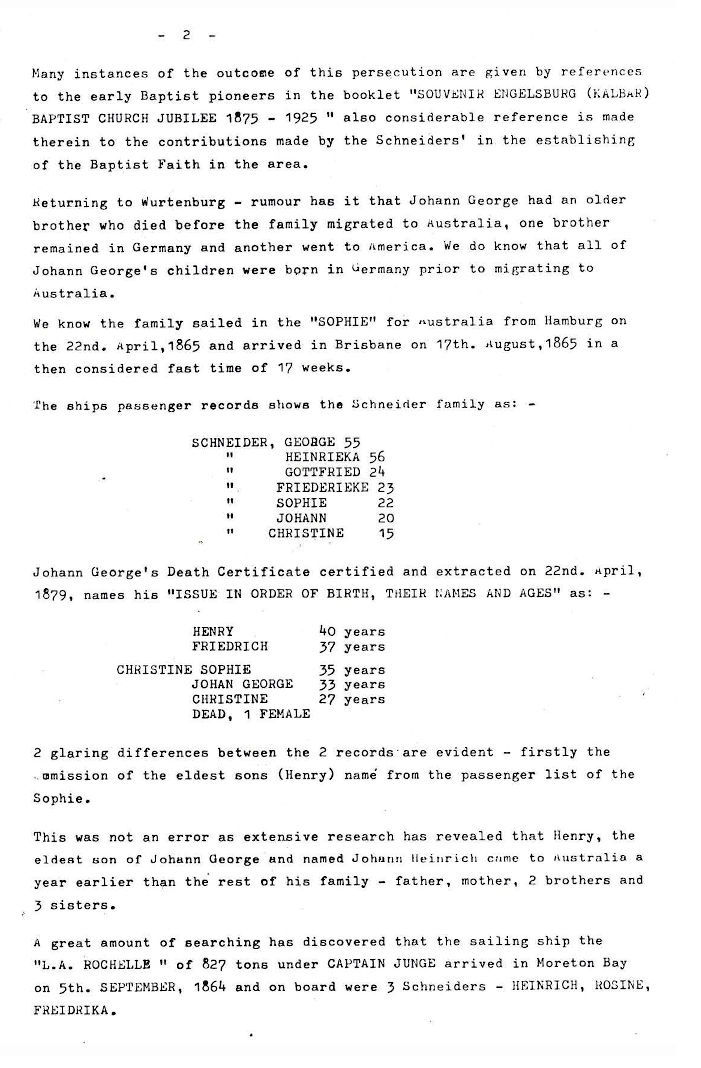 - 2 -
Many instances of the outcome of this persecution are given by references
to the early Baptist pioneers in the booklet "SOUVENIR ENGELSBURG (KALBAR)
BAPTIST CHURCH JUBILEE 1875 - 1925 " also considerable reference is made
therein to the contributions made by the Schneiders' in the establishing
of the Baptist Faith in the area.
Returning to Wurtenburg - rumour has it that Johann George had an older
brother who died before the family migrated to Australia, one brother
remained in Germany and another went to America. We do know that all of
Johann George's children were born in Germany prior to migrating to
Australia.
We know the family sailed in the "SOPHIE" for Australia from Hamburg on
the 22nd. April,1865 and arrived in Brisbane on 17th. August,1865 in a
then considered fast time of 17 weeks.
The ships passenger records shows the Schneider family as: -
SCHNEIDER, GEORGE 55
" HEINRIEKA 56
" GOTTFRIED 24
" FRIEDERIEKE 23
" SOPHIE 22
" JOHANN 20
" CHRISTINE 15
Johann George's Death Certificate certified and extracted on 22nd. April,
1879, names his "ISSUE IN ORDER OF BIRTH, THEIR NAMES AND AGES" as: -
HENRY 40 years
FRIEDRICH 37 years
CHRISTINE SOPHIE 35 years
JOHAN GEORGE 33 years
CHRISTINE 27 years
DEAD, 1 FEMALE
2 glaring differences between the 2 records are evident - firstly the
ommission of the eldest sons (Henry) name from the passenger list of the
Sophie.
This was not an error as extensive research has revealed that Henry, the
eldest son of Johann George and named Johann Heinrich came to Australia a
year earlier than the rest of his family - father, mother, 2 brothers and
3 sisters.
A great amount of searching has discovered that the sailing ship the
"L.A. ROCHELLE " of 827 tons under CAPTAIN JUNGE arrived in Moreton Bay
on 5th. SEPTEMBER, 1864 and on board were 3 Schneiders - HEINRICH, ROSINE,
FREIDRIKA.